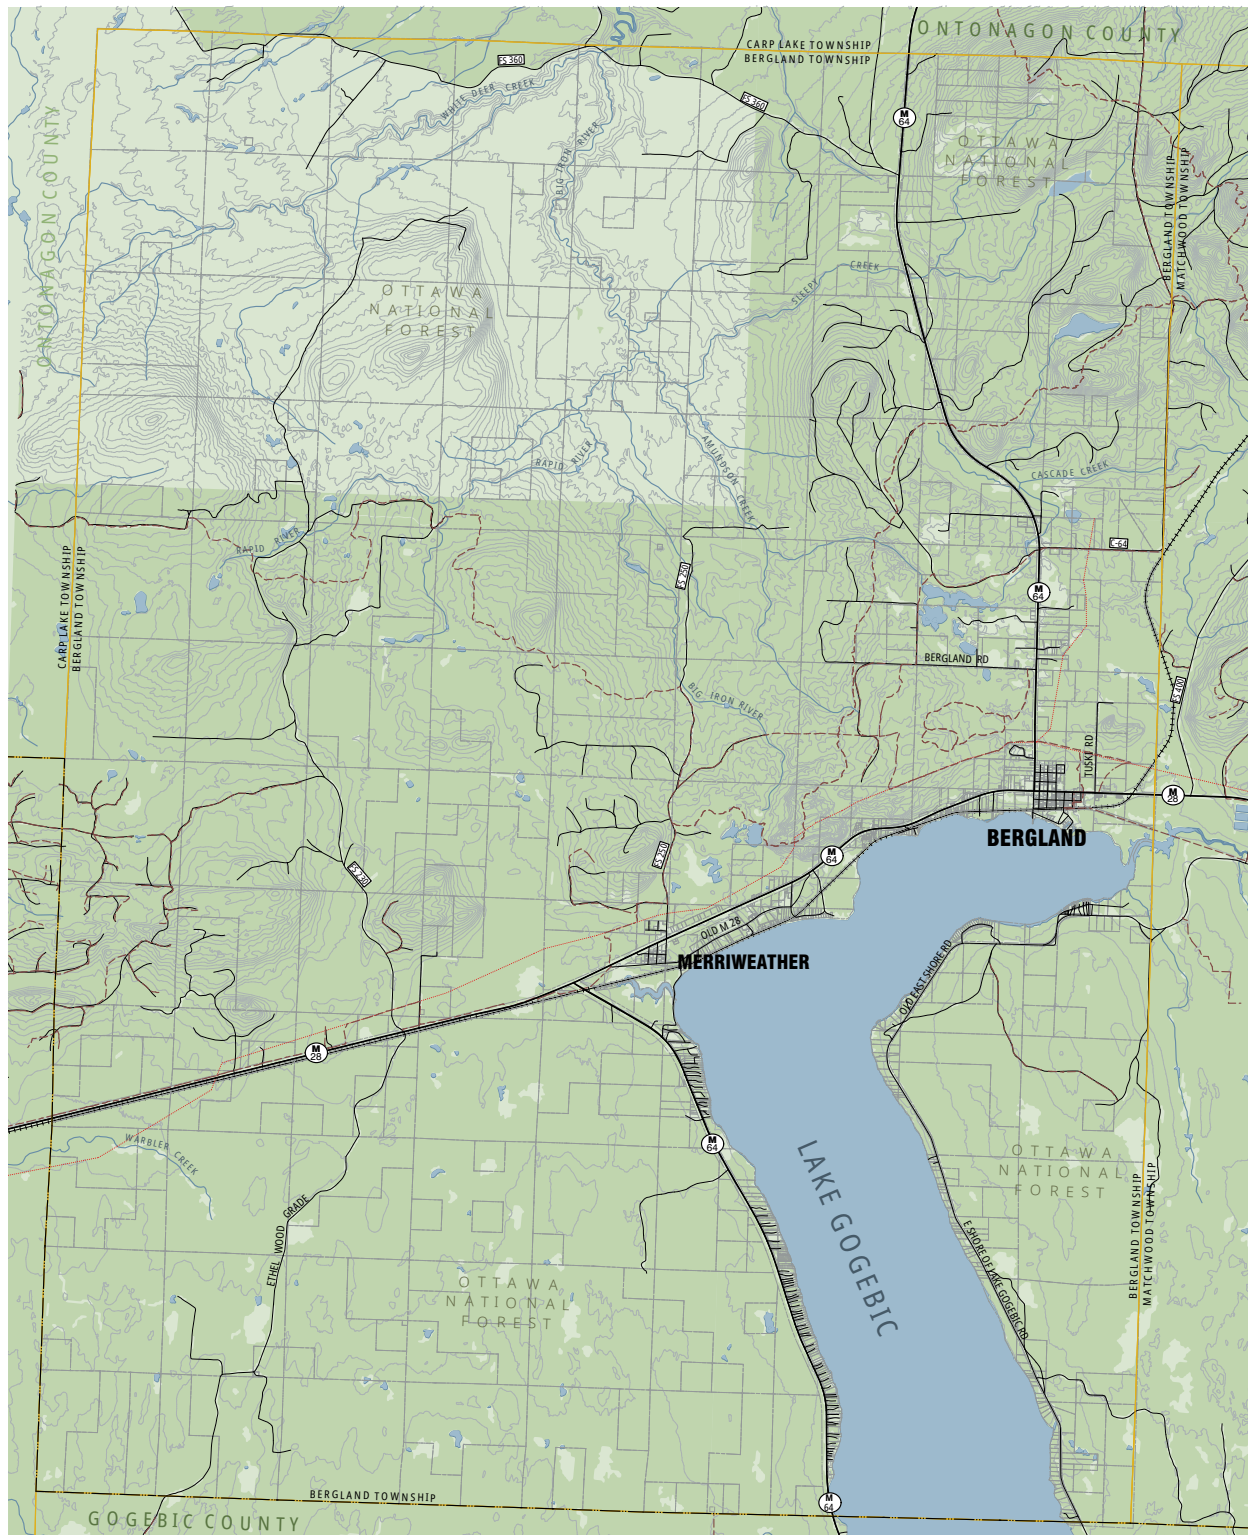 ONTONAGON COUNTY
CARP LAKE TOWNSHIP
BERGLAND TOWNSHIP
FS 360
WHITE DEER CREEK
FS 360
M
64
ONTONAGON COUNTY
BIG IRON RIVER
OTTAWA
NATIONAL
FOREST
BERGLAND TOWNSHIP
MATCHWOOD TOWNSHIP
SLEEPY CREEK
OTTAWA
NATIONAL
FOREST
RAPID RIVER
AMUNDSON CREEK
CASCADE CREEK
RAPID RIVER
C-64
CARP LAKE TOWNSHIP
BERGLAND TOWNSHIP
FS 250
M
64
BERGLAND RD
BIG IRON RIVER
FS 400
TUSKI RD
M
28
BERGLAND
M
64
FS 250
FS 230
OLD M 28
MERRIWEATHER
OLD EAST SHORE RD
M
28
WARBLER CREEK
M
64
LAKE GOGEBIC
OTTAWA
NATIONAL
FOREST
BERGLAND TOWNSHIP
MATCHWOOD TOWNSHIP
ETHEL WOOD GRADE
E SHORE OF LAKE GOGEBIC RD
OTTAWA
NATIONAL
FOREST
BERGLAND TOWNSHIP
M
64
GOGEBIC COUNTY